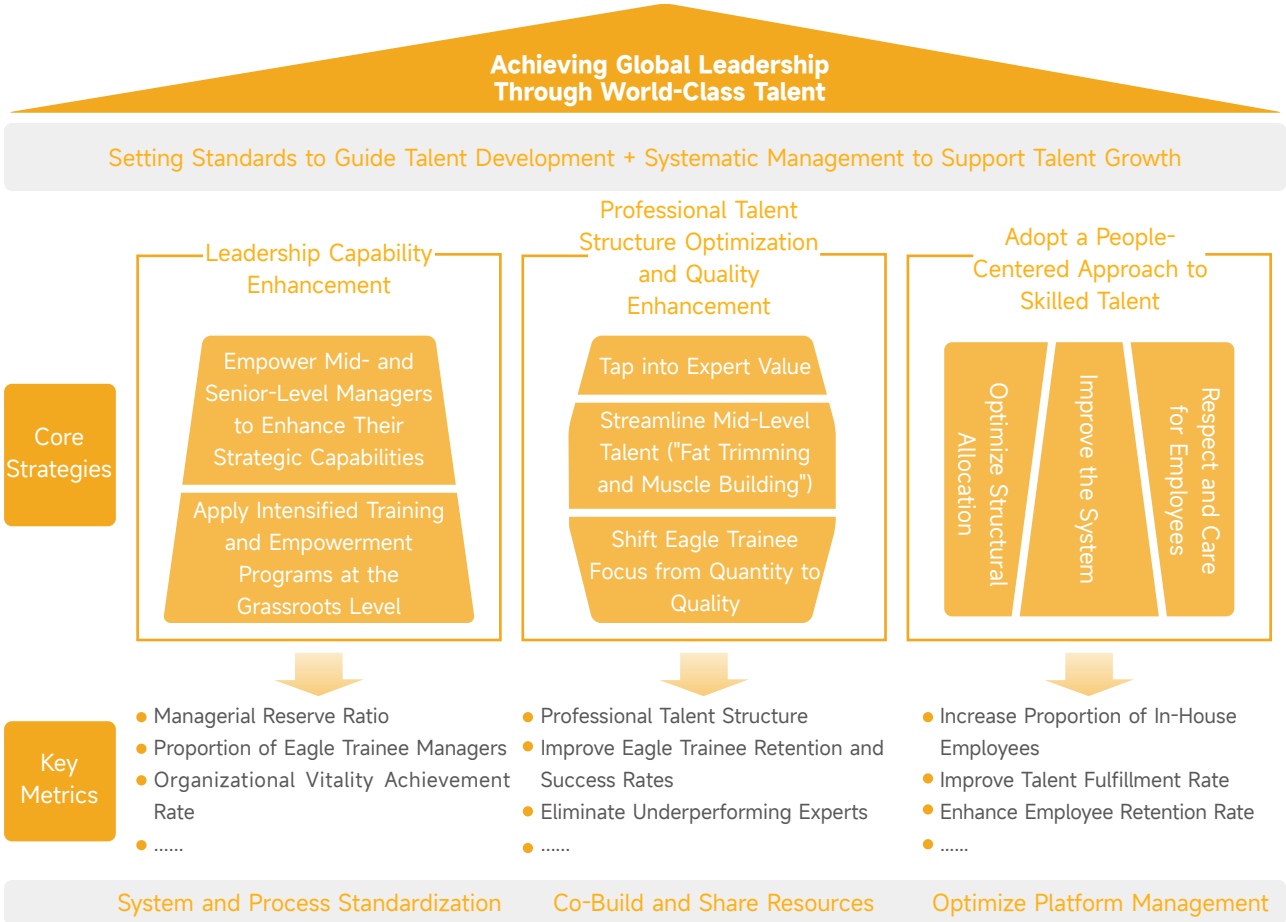 Achieving Global Leadership
Through World-Class Talent
Setting Standards to Guide Talent Development + Systematic Management to Support Talent Growth
Leadership Capability
Enhancement
Professional Talent
Structure Optimization
and Quality
Enhancement
Adopt a People-
Centered Approach to
Skilled Talent
Core
Strategies
Empower Mid- and
Senior-Level Managers
to Enhance Their
Strategic Capabilities
Apply Intensified Training
and Empowerment
Programs at the
Grassroots Level
Tap into Expert Value
Streamline Mid-Level
Talent ("Fat Trimming
and Muscle Building")
Shift Eagle Trainee
Focus from Quantity to
Quality
Optimize Structural
Allocation
Improve the System
Respect and Care
for Employees
Key
Metrics
• Managerial Reserve Ratio
• Proportion of Eagle Trainee Managers
• Organizational Vitality Achievement
Rate
• ......
• Professional Talent Structure
• Improve Eagle Trainee Retention and
Success Rates
• Eliminate Underperforming Experts
• ......
• Increase Proportion of In-House
Employees
• Improve Talent Fulfillment Rate
• Enhance Employee Retention Rate
• ......
System and Process Standardization
Co-Build and Share Resources
Optimize Platform Management